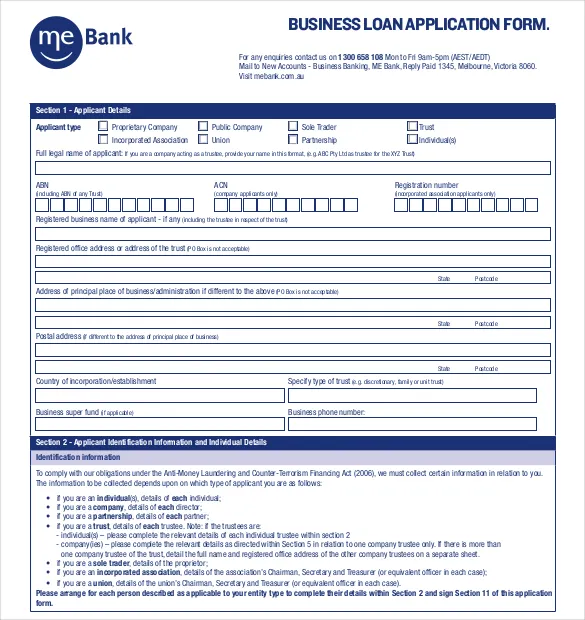 me Bank
BUSINESS LOAN APPLICATION FORM.
For any enquiries contact us on 1300 658 108 Mon to Fri 9am-5pm (AEST/AEDT)
Mail to New Accounts - Business Banking, ME Bank, Reply Paid 1345, Melbourne, Victoria 8060.
Visit mebank.com.au
Section 1 - Applicant Details
Applicant type Proprietary Company Public Company Sole Trader Trust
Incorporated Association Union Partnership Individual(s)
Full legal name of applicant: If you are a company acting as a trustee, provide your name in this format, (e.g. ABC Pty Ltd as trustee for the XYZ Trust)
ABN ACN Registration number
(including ABN of any Trust) (company applicants only) (incorporated association applicants only)
Registered business name of applicant - if any (including the trustee in respect of the trust)
Registered office address or address of the trust (PO Box is not acceptable)
State Postcode
Address of principal place of business/administration if different to the above (PO Box is not acceptable)
State Postcode
Postal address (if different to the address of principal place of business)
State Postcode
Country of incorporation/establishment Specify type of trust (e.g. discretionary, family or unit trust)
Business super fund (if applicable) Business phone number:
Section 2 - Applicant Identification Information and Individual Details
Identification information
To comply with our obligations under the Anti-Money Laundering and Counter-Terrorism Financing Act (2006), we must collect certain information in relation to you.
The information to be collected depends upon on which type of applicant you are as follows:
• if you are an individual(s), details of each individual;
• if you are a company, details of each director;
• if you are a partnership, details of each partner;
• if you are a trust, details of each trustee. Note: if the trustees are:
- individual(s) – please complete the relevant details of each individual trustee within section 2
- company(ies) – please complete the relevant details as directed within Section 5 in relation to one company trustee only. If there is more than
one company trustee of the trust, detail the full name and registered office address of the other company trustees on a separate sheet.
• if you are a sole trader, details of the proprietor;
• if you are an incorporated association, details of the association's Chairman, Secretary and Treasurer (or equivalent officer in each case);
• if you are a union, details of the union's Chairman, Secretary and Treasurer (or equivalent officer in each case).
Please arrange for each person described as applicable to your entity type to complete their details within Section 2 and sign Section 11 of this application
form.